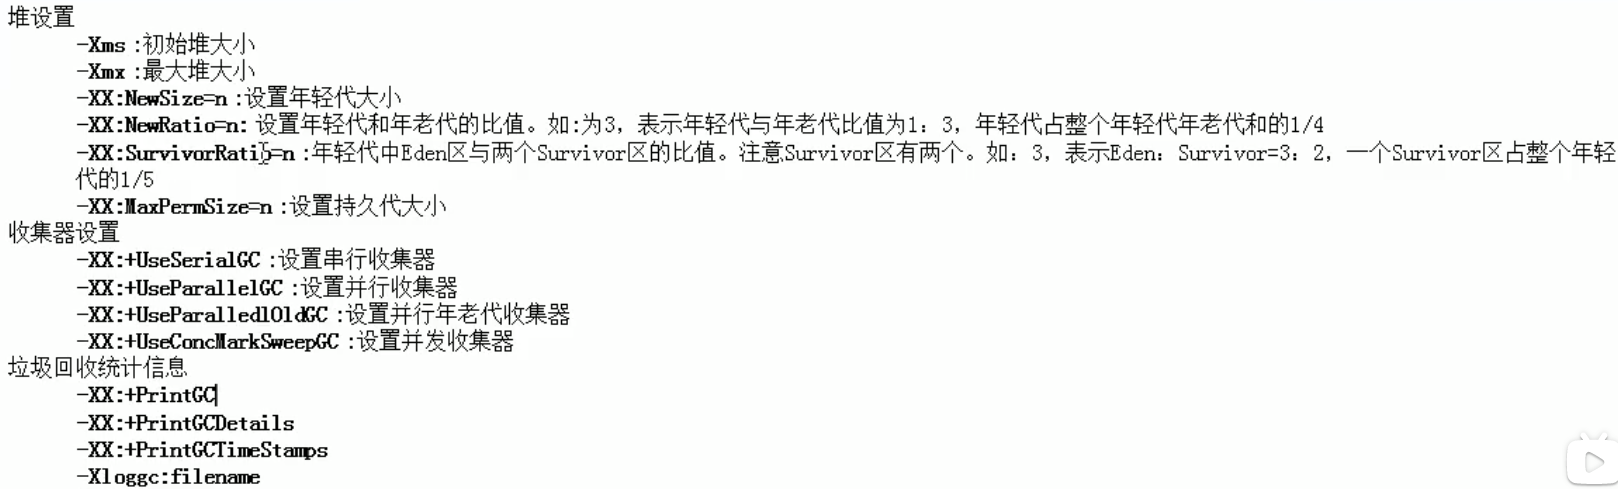 堆设置
-Xms :初始堆大小
-Xmx :最大堆大小
-XX:NewSize=n :设置年轻代大小
-XX:NewRatio=n: 设置年轻代和年老代的比值。如:为3，表示年轻代与年老代比值为1：3，年轻代占整个年轻代年老代和的1/4
-XX:SurvivorRatio=n :年轻代中Eden区与两个Survivor区的比值。注意Survivor区有两个。如：3，表示Eden：Survivor=3：2，一个Survivor区占整个年轻
代的1/5
-XX:MaxPermSize=n :设置持久代大小
收集器设置
-XX:+UseSerialGC :设置串行收集器
-XX:+UseParallelGC :设置并行收集器
-XX:+UseParalledlOldGC :设置并行年老代收集器
-XX:+UseConcMarkSweepGC :设置并发收集器
垃圾回收统计信息
-XX:+PrintGC
-XX:+PrintGCDetails
-XX:+PrintGCTimeStamps
-Xloggc:filename